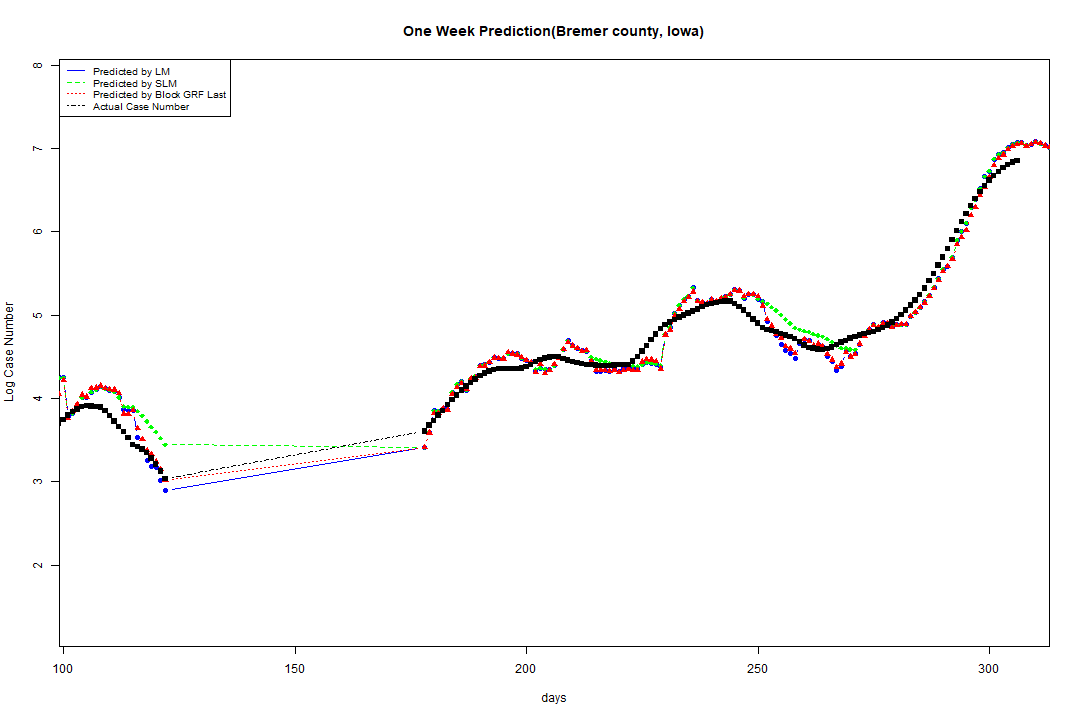 One Week Prediction(Bremer county, Iowa)
Predicted by LM
Predicted by SLM
Predicted by Block GRF Last
Actual Case Number
Log Case Number
8
7
6
5
4
3
2
100 150 200 250 300
days